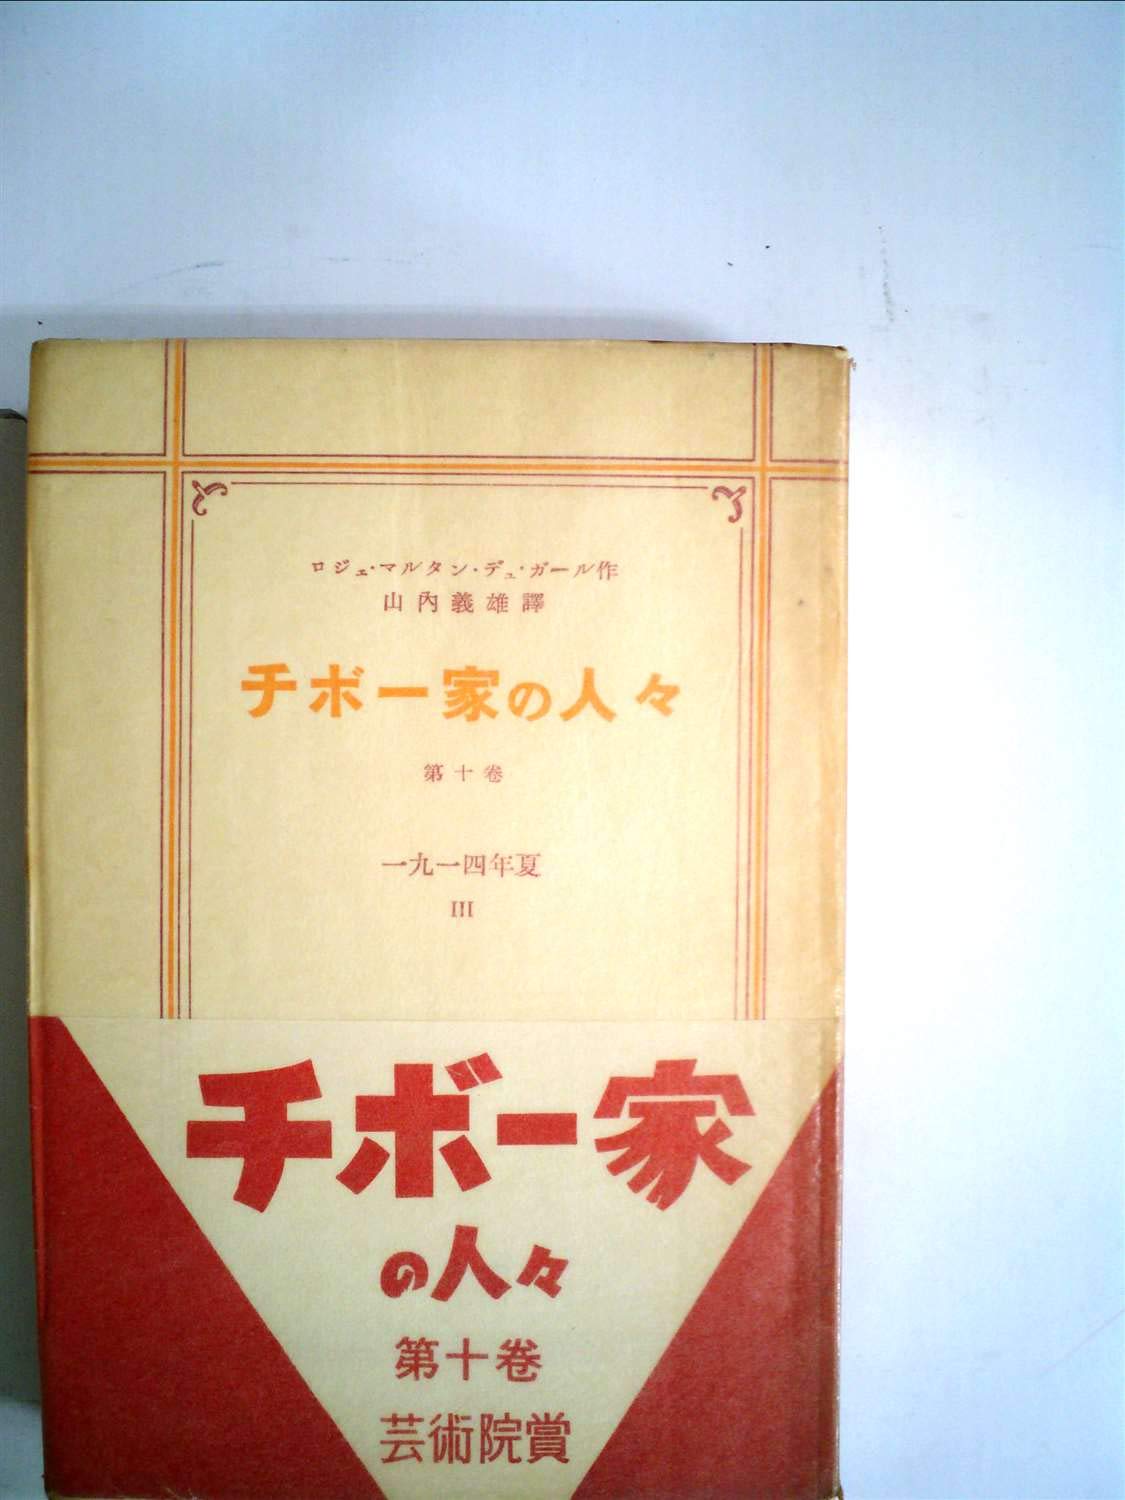 ロジェ・マルタン・デュ・ガール作
山内義雄譯
チボー家の人々
第十卷
一九一四年夏
III
チボー家
の人々
第十卷
芸術院賞